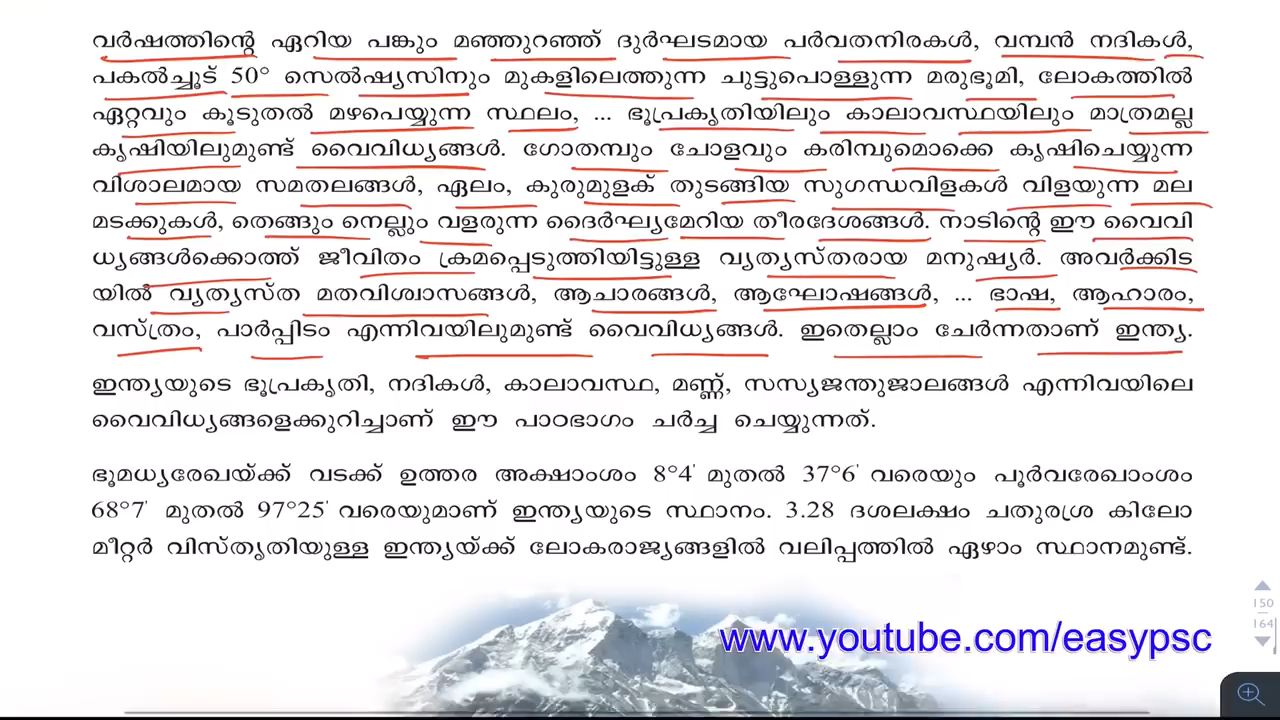 വർഷത്തിന്റെ ഏറിയ പങ്കും മഞ്ഞുറഞ്ഞ് ദുർഘടമായ പർവതനിരകൾ, വമ്പൻ നദികൾ,
പകൽച്ചൂട് 50° സെൽഷ്യസിനും മുകളിലെത്തുന്ന ചുട്ടുപൊള്ളുന്ന മരുഭൂമി, ലോകത്തിൽ
ഏറ്റവും കൂടുതൽ മഴപെയ്യുന്ന സ്ഥലം, ... ഭൂപ്രകൃതിയിലും കാലാവസ്ഥയിലും മാത്രമല്ല
കൃഷിയിലുമുണ്ട് വൈവിധ്യങ്ങൾ. ഗോതമ്പും ചോളവും കരിമ്പുമൊക്കെ കൃഷിചെയ്യുന്ന
വിശാലമായ സമതലങ്ങൾ, ഏലം, കുരുമുളക് തുടങ്ങിയ സുഗന്ധവിളകൾ വിളയുന്ന മല
മടക്കുകൾ, തെങ്ങും നെല്ലും വളരുന്ന ദൈർഘ്യമേറിയ തീരദേശങ്ങൾ. നാടിന്റെ ഈ വൈവി
ധ്യങ്ങൾക്കൊത്ത് ജീവിതം ക്രമപ്പെടുത്തിയിട്ടുള്ള വ്യത്യസ്തരായ മനുഷ്യർ. അവർക്കിട
യിൽ വ്യത്യസ്ത മതവിശ്വാസങ്ങൾ, ആചാരങ്ങൾ, ആഘോഷങ്ങൾ, ... ഭാഷ, ആഹാരം,
വസ്ത്രം, പാർപ്പിടം എന്നിവയിലുമുണ്ട് വൈവിധ്യങ്ങൾ. ഇതെല്ലാം ചേർന്നതാണ് ഇന്ത്യ.
ഇന്ത്യയുടെ ഭൂപ്രകൃതി, നദികൾ, കാലാവസ്ഥ, മണ്ണ്, സസ്യജന്തുജാലങ്ങൾ എന്നിവയിലെ
വൈവിധ്യങ്ങളെക്കുറിച്ചാണ് ഈ പാഠഭാഗം ചർച്ച ചെയ്യുന്നത്.
ഭൂമധ്യരേഖയ്ക്ക് വടക്ക് ഉത്തര അക്ഷാംശം 8°4' മുതൽ 37°6' വരെയും പൂർവരേഖാംശം
68°7' മുതൽ 97°25' വരെയുമാണ് ഇന്ത്യയുടെ സ്ഥാനം. 3.28 ദശലക്ഷം ചതുരശ്ര കിലോ
മീറ്റർ വിസ്തൃതിയുള്ള ഇന്ത്യയ്ക്ക് ലോകരാജ്യങ്ങളിൽ വലിപ്പത്തിൽ ഏഴാം സ്ഥാനമുണ്ട്.
150
164
www.youtube.com/easypsc